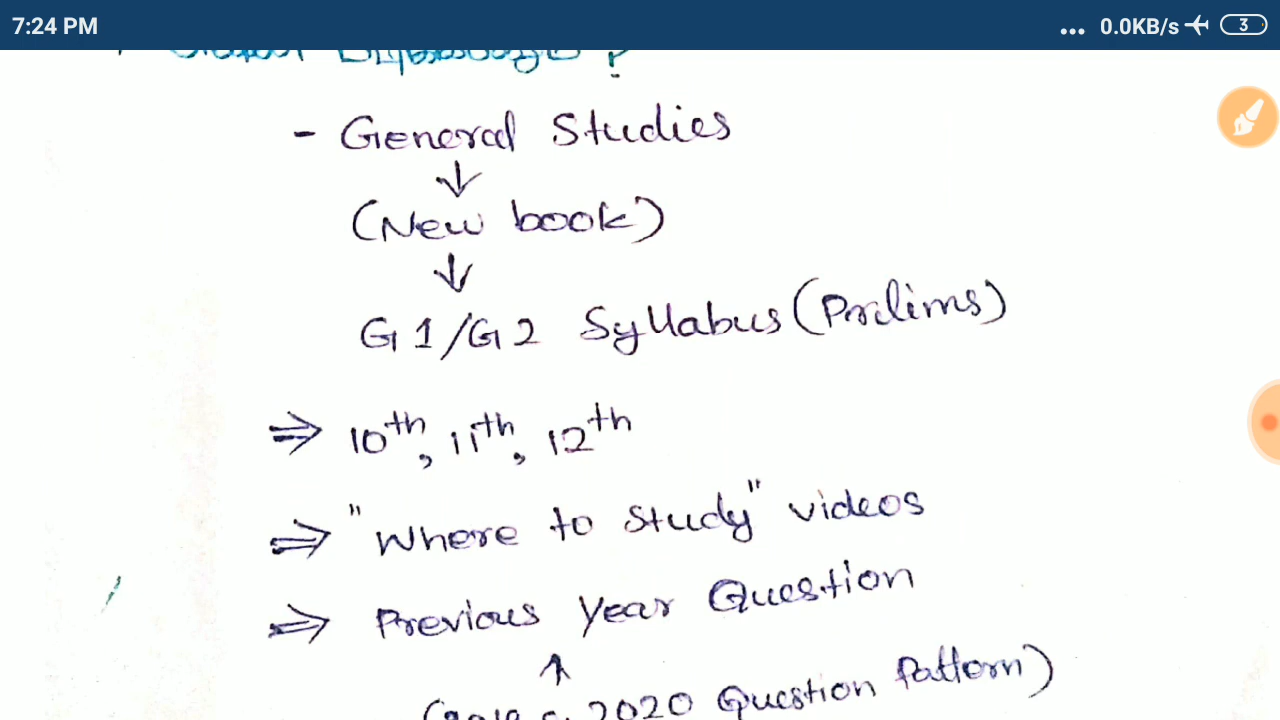 7:24 PM ... 0.0KB/s 3
?
- General Studies
↓
(New book)
↓
G1/G2 Syllabus (Prelims)
⇒ 10th, 11th, 12th
⇒ "Where to Study" videos
⇒ Previous Year Question
↑
2020 Question Pattern)